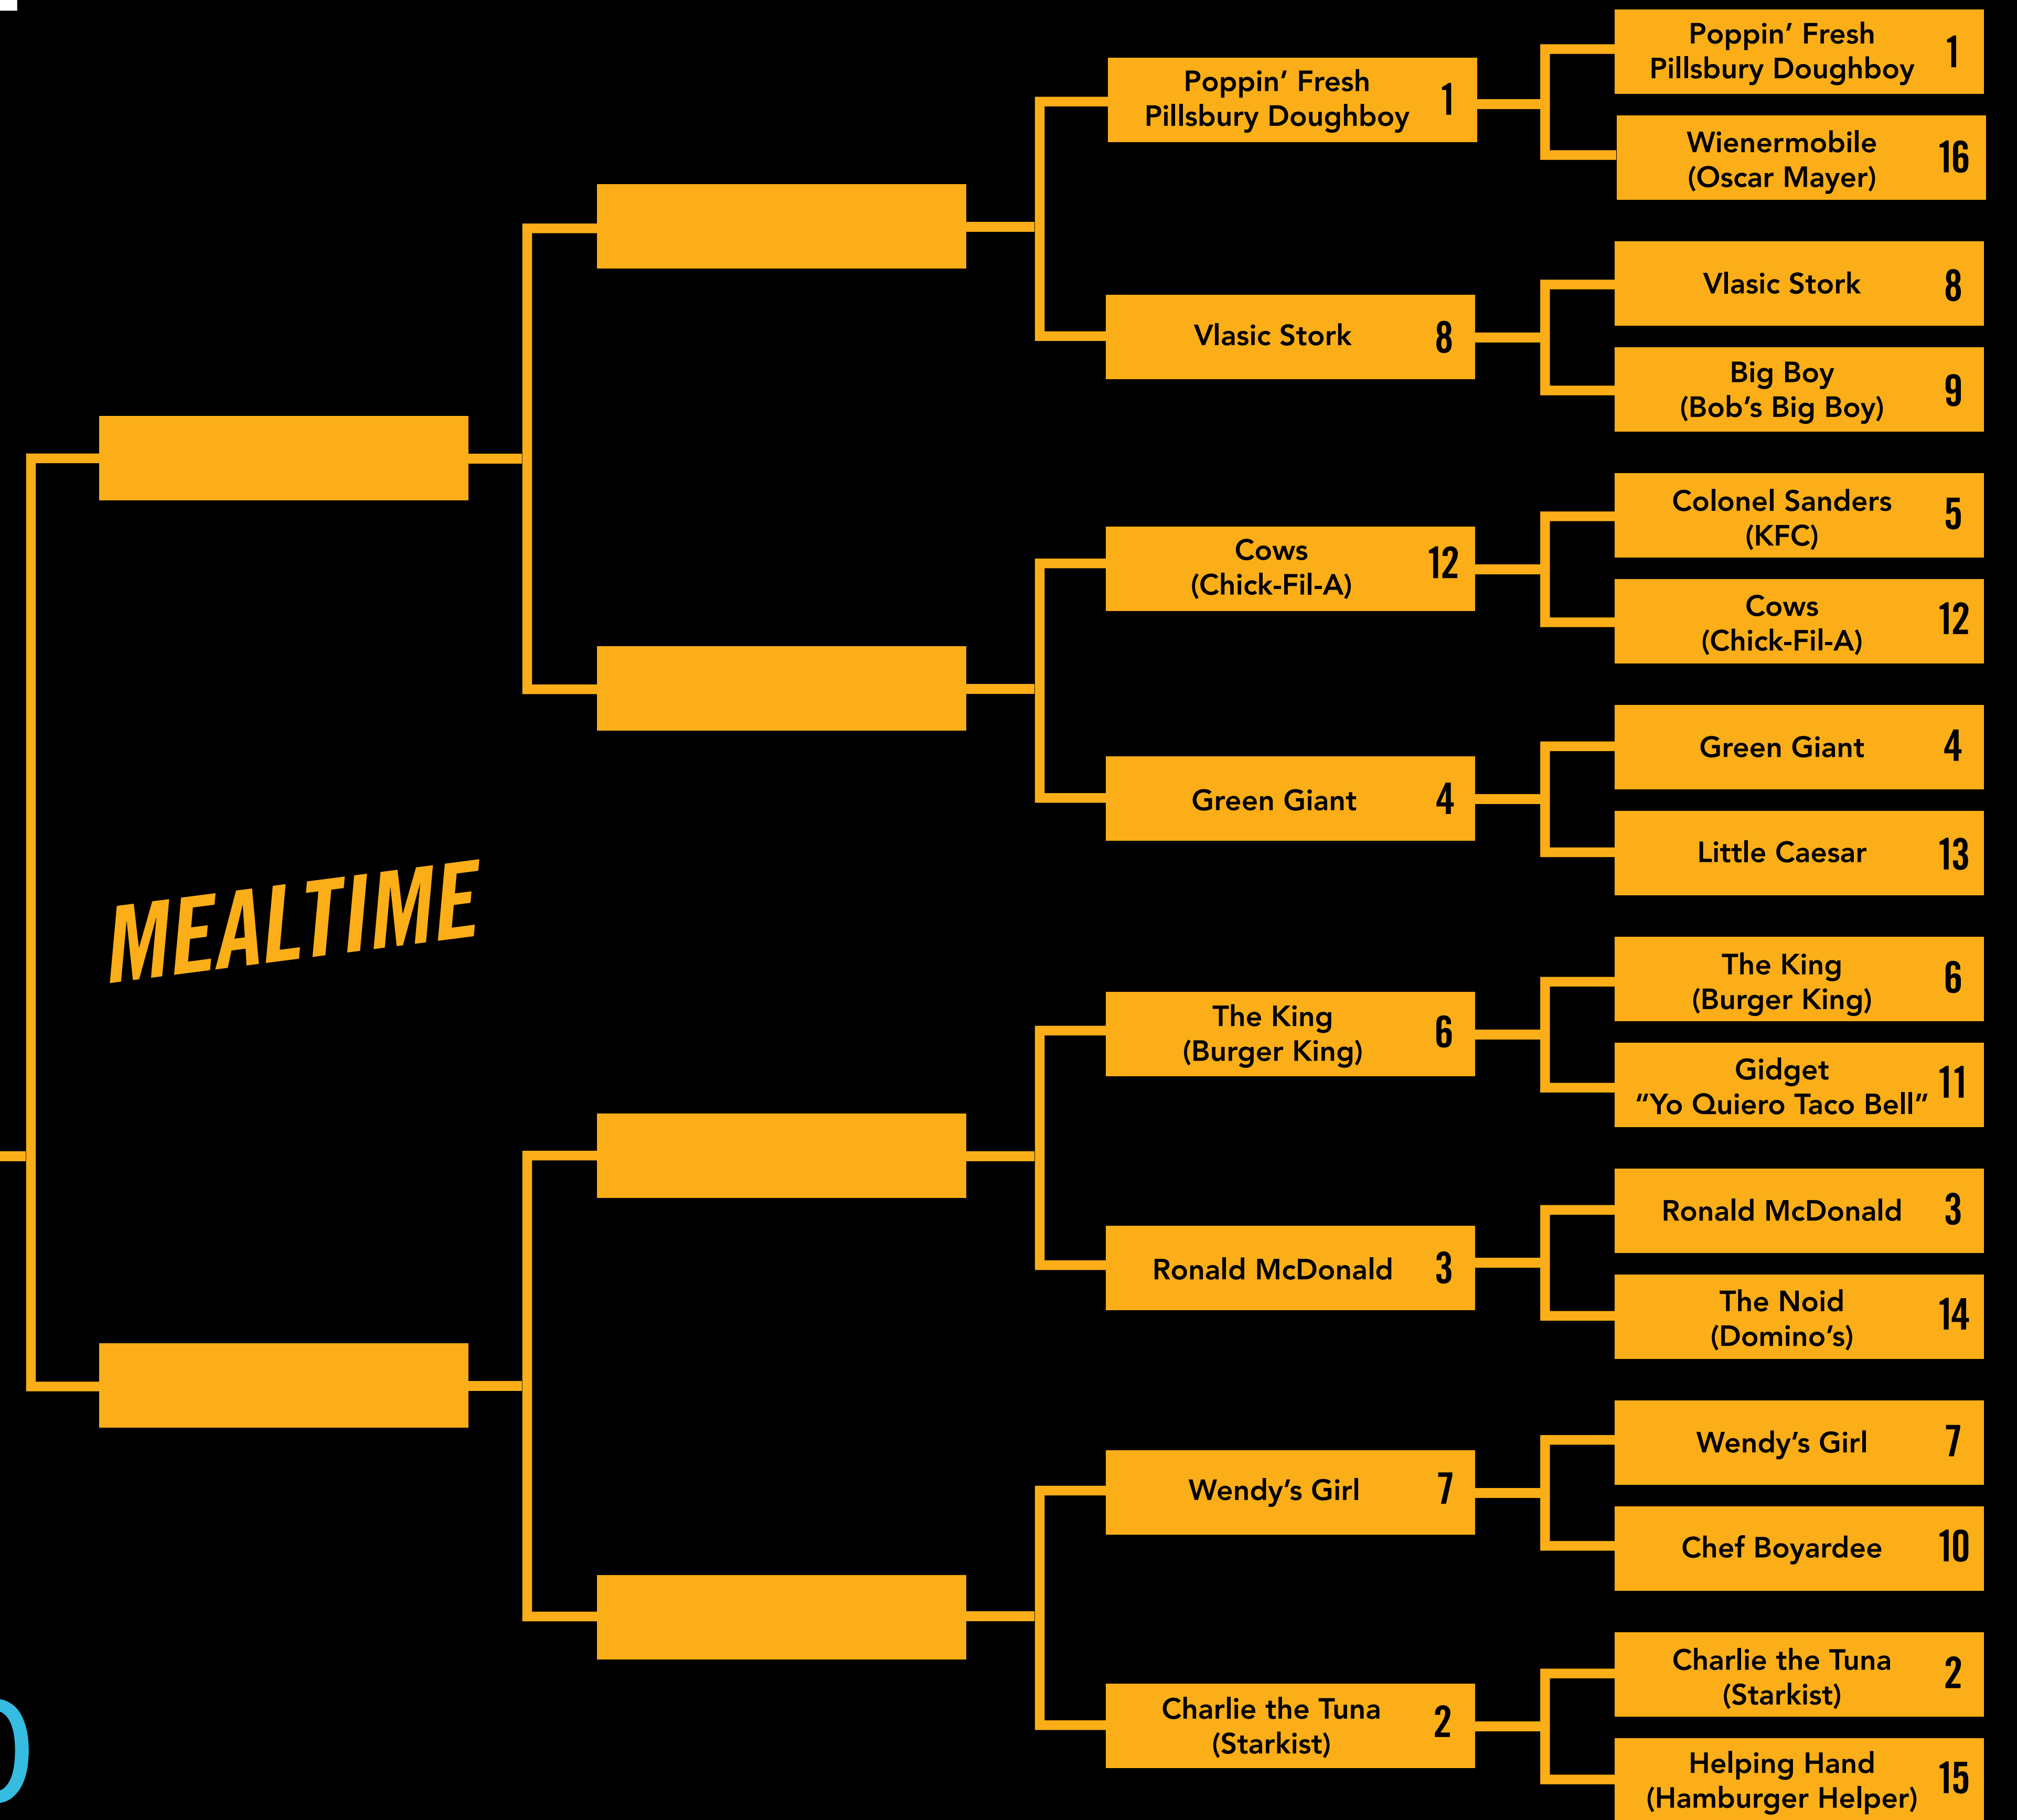 Poppin’ Fresh
Pillsbury Doughboy 1
Wienermobile
(Oscar Mayer) 16
Vlasic Stork 8
Big Boy
(Bob’s Big Boy) 9
Colonel Sanders
(KFC) 5
Cows
(Chick-Fil-A) 12
Green Giant 4
Little Caesar 13
The King
(Burger King) 6
Gidget
“Yo Quiero Taco Bell” 11
Ronald McDonald 3
The Noid
(Domino’s) 14
Wendy’s Girl 7
Chef Boyardee 10
Charlie the Tuna
(Starkist) 2
Helping Hand
(Hamburger Helper) 15
Poppin’ Fresh
Pillsbury Doughboy 1
Vlasic Stork 8
Cows
(Chick-Fil-A) 12
Green Giant 4
The King
(Burger King) 6
Ronald McDonald 3
Wendy’s Girl 7
Charlie the Tuna
(Starkist) 2
MEALTIME